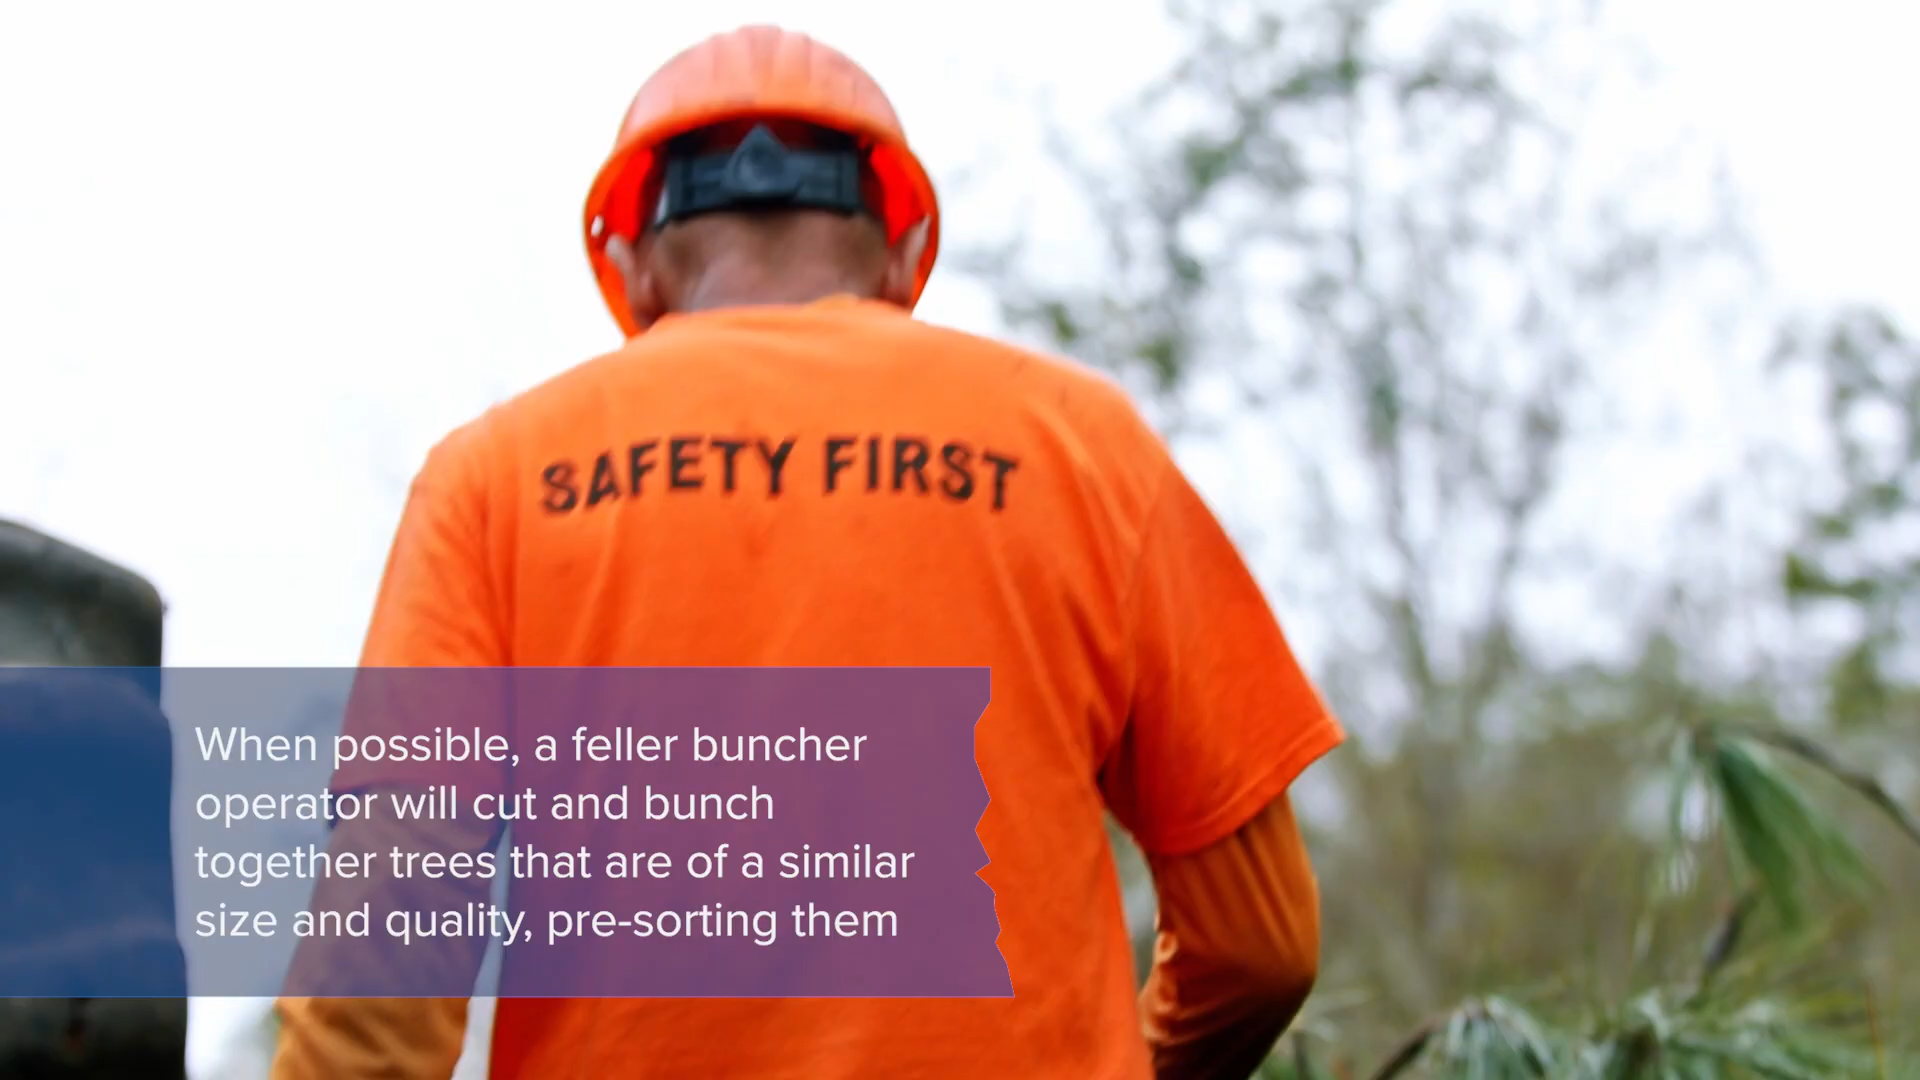 SAFETY FIRST
When possible, a feller buncher
operator will cut and bunch
together trees that are of a similar
size and quality, pre-sorting them